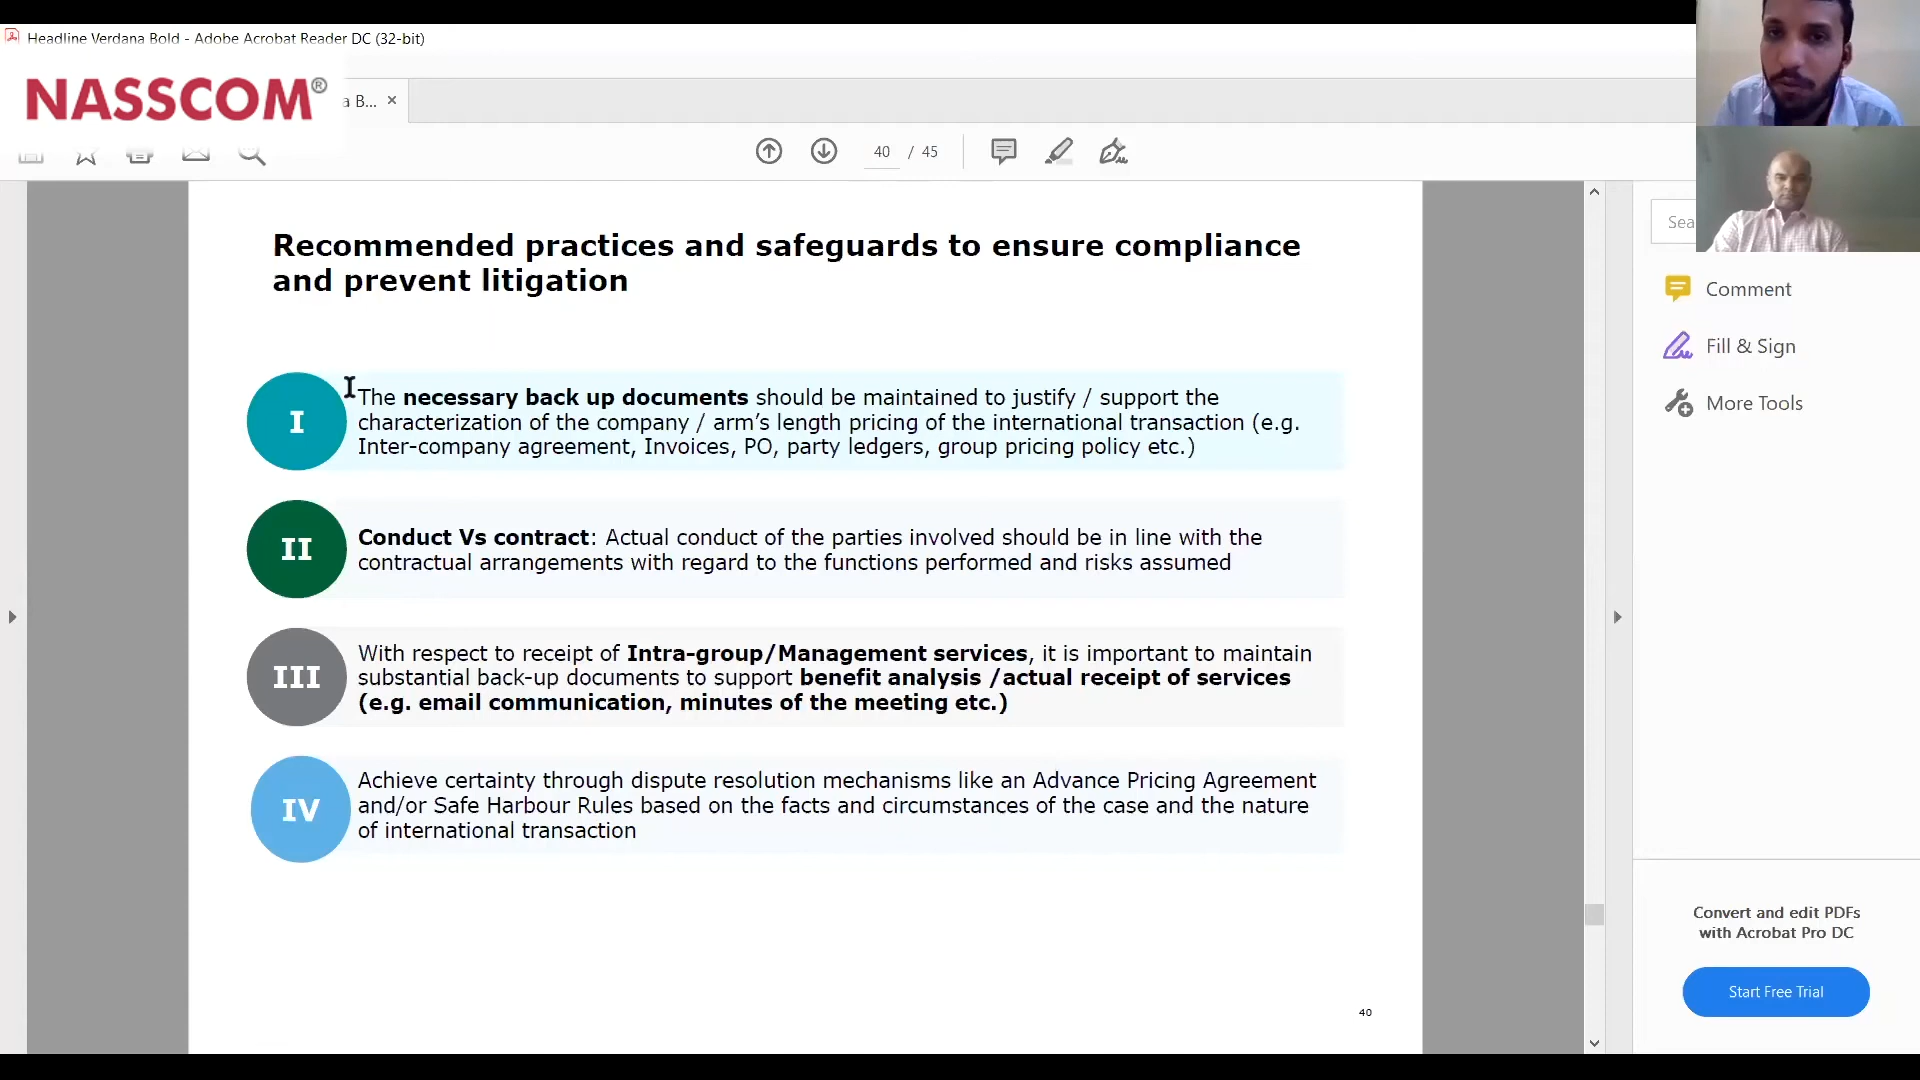 Headline Verdana Bold - Adobe Acrobat Reader DC (32-bit)
NASSCOM®
a B... ×
40 / 45
Recommended practices and safeguards to ensure compliance
and prevent litigation
I
The necessary back up documents should be maintained to justify / support the
characterization of the company / arm’s length pricing of the international transaction (e.g.
Inter-company agreement, Invoices, PO, party ledgers, group pricing policy etc.)
II
Conduct Vs contract: Actual conduct of the parties involved should be in line with the
contractual arrangements with regard to the functions performed and risks assumed
III
With respect to receipt of Intra-group/Management services, it is important to maintain
substantial back-up documents to support benefit analysis /actual receipt of services
(e.g. email communication, minutes of the meeting etc.)
IV
Achieve certainty through dispute resolution mechanisms like an Advance Pricing Agreement
and/or Safe Harbour Rules based on the facts and circumstances of the case and the nature
of international transaction
40
Sea
Comment
Fill & Sign
More Tools
Convert and edit PDFs
with Acrobat Pro DC
Start Free Trial